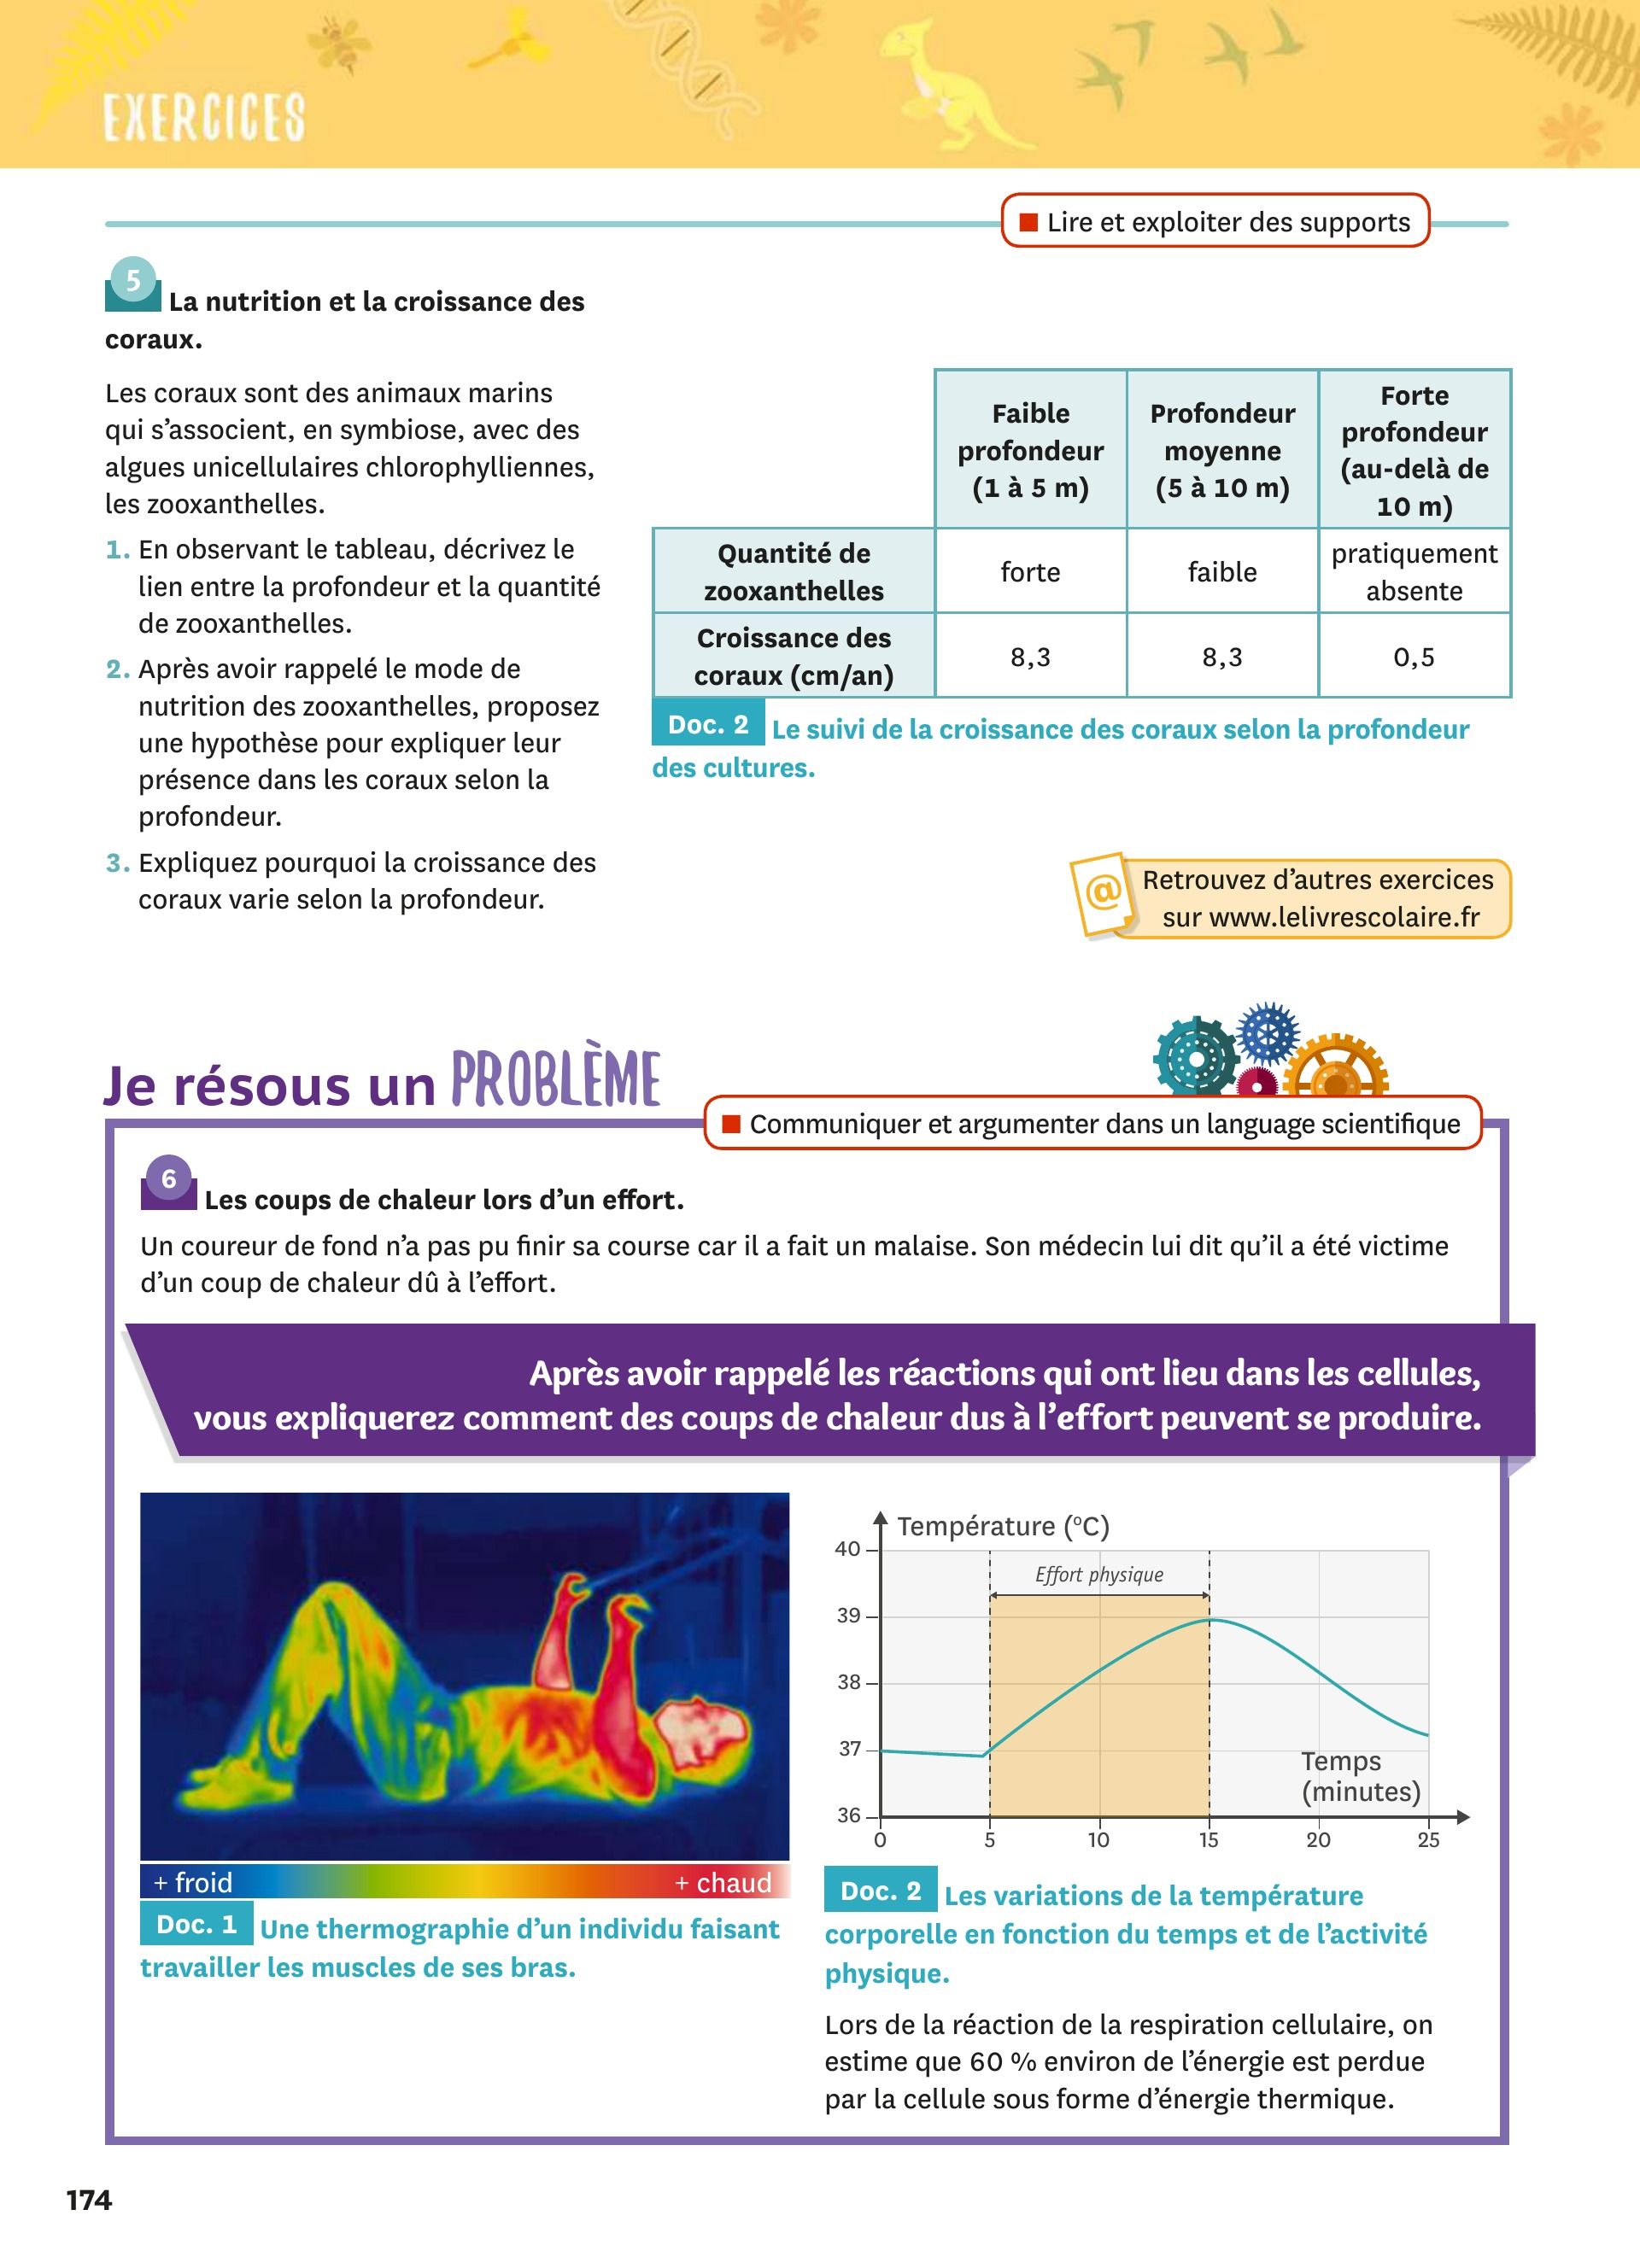 EXERCICES
■ Lire et exploiter des supports
5
La nutrition et la croissance des
coraux.
Les coraux sont des animaux marins
qui s’associent, en symbiose, avec des
algues unicellulaires chlorophylliennes,
les zooxanthelles.
1. En observant le tableau, décrivez le
lien entre la profondeur et la quantité
de zooxanthelles.
2. Après avoir rappelé le mode de
nutrition des zooxanthelles, proposez
une hypothèse pour expliquer leur
présence dans les coraux selon la
profondeur.
3. Expliquez pourquoi la croissance des
coraux varie selon la profondeur.
Faible
profondeur
(1 à 5 m)
Profondeur
moyenne
(5 à 10 m)
Forte
profondeur
(au-delà de
10 m)
Quantité de
zooxanthelles
forte
faible
pratiquement
absente
Croissance des
coraux (cm/an)
8,3
8,3
0,5
Doc. 2 Le suivi de la croissance des coraux selon la profondeur
des cultures.
@
Retrouvez d’autres exercices
sur www.lelivrescolaire.fr
Je résous un PROBLÈME
■ Communiquer et argumenter dans un language scientifique
6
Les coups de chaleur lors d’un effort.
Un coureur de fond n’a pas pu finir sa course car il a fait un malaise. Son médecin lui dit qu’il a été victime
d’un coup de chaleur dû à l’effort.
Après avoir rappelé les réactions qui ont lieu dans les cellules,
vous expliquerez comment des coups de chaleur dus à l’effort peuvent se produire.
+ froid
+ chaud
Doc. 1 Une thermographie d’un individu faisant
travailler les muscles de ses bras.
Température (°C)
40
Effort physique
39
38
37
Temps
(minutes)
36
0 5 10 15 20 25
Doc. 2 Les variations de la température
corporelle en fonction du temps et de l’activité
physique.
Lors de la réaction de la respiration cellulaire, on
estime que 60 % environ de l’énergie est perdue
par la cellule sous forme d’énergie thermique.
174